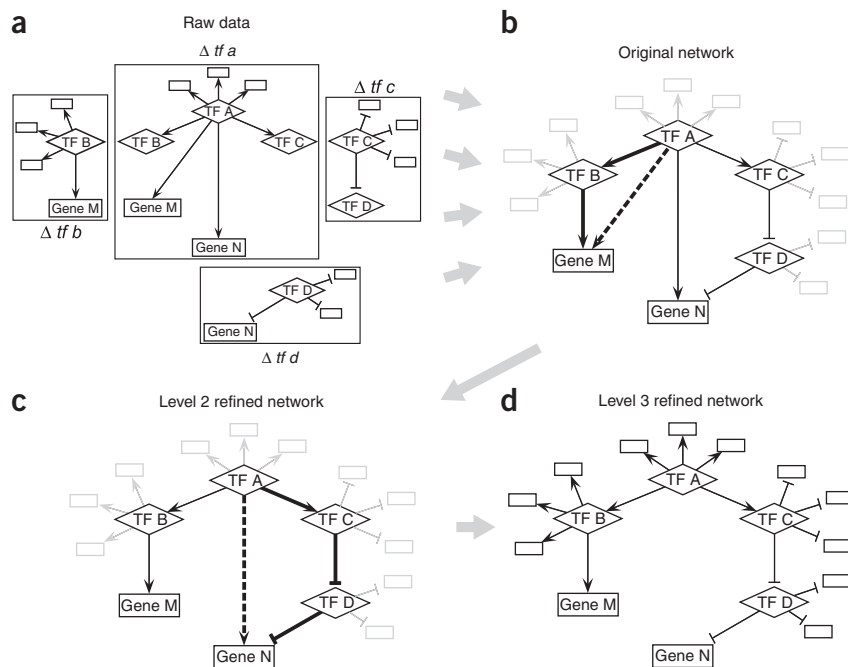 a
Raw data
Δ tf a
Δ tf b
TF B
Gene M
TF A
TF B
TF C
Gene M
Gene N
Δ tf c
TF C
TF D
TF D
Gene N
Δ tf d
b
Original network
TF A
TF B
TF C
Gene M
TF D
Gene N
c
Level 2 refined network
TF A
TF B
TF C
Gene M
TF D
Gene N
d
Level 3 refined network
TF A
TF B
TF C
Gene M
TF D
Gene N